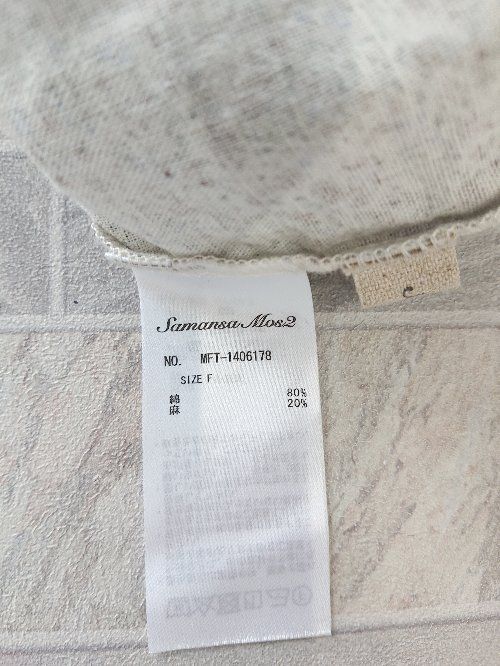 Samansa Mos2
NO. MFT-1406178
SIZE F
綿 80%
麻 20%